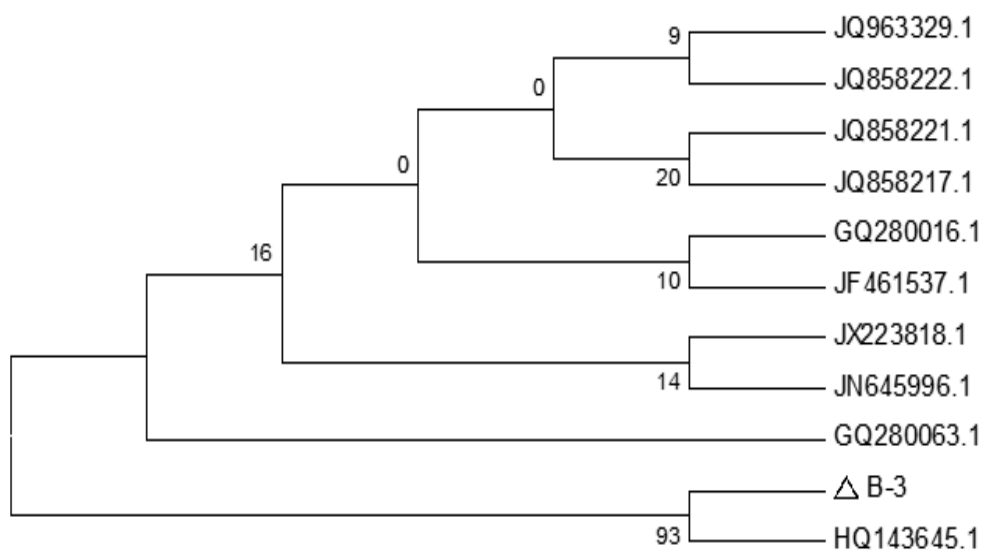 JQ963329.1
9
JQ858222.1
0
JQ858221.1
20
JQ858217.1
0
GQ280016.1
10
JF461537.1
16
JX223818.1
14
JN645996.1
GQ280063.1
△ B-3
93
HQ143645.1